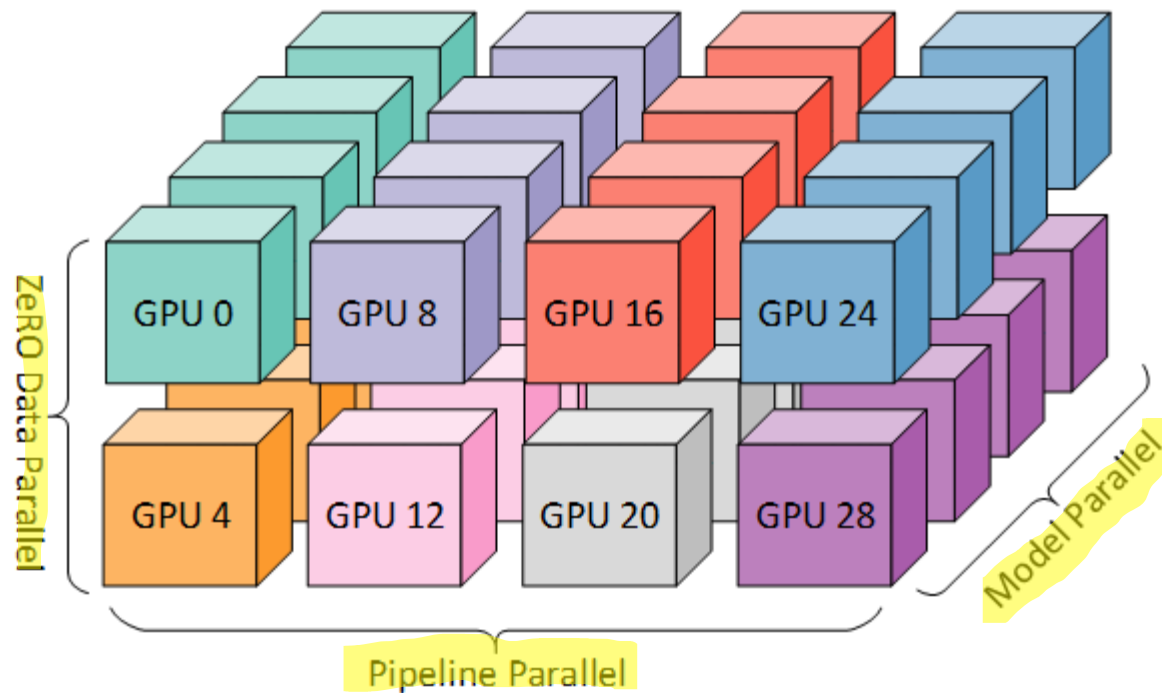 GPU 0
GPU 8
GPU 16
GPU 24
ZeRO Data Parallel
GPU 4
GPU 12
GPU 20
GPU 28
Model Parallel
Pipeline Parallel